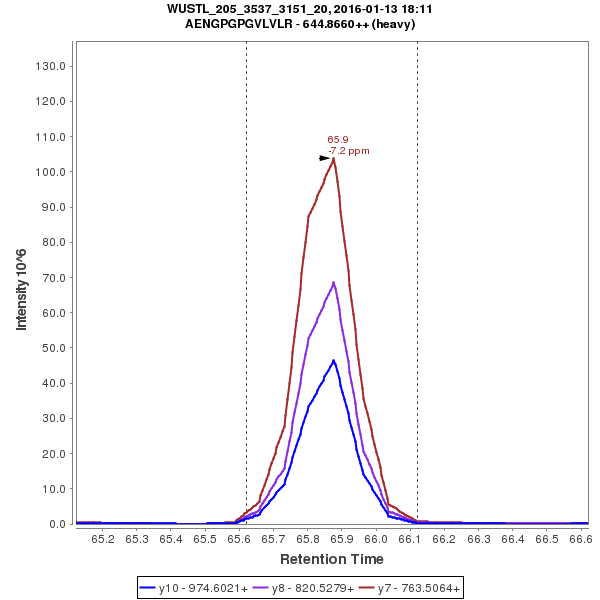 WUSTL_205_3537_3151_20, 2016-01-13 18:11
AENGPGPGVLVLR - 644.8660++ (heavy)
130.0
120.0
110.0
100.0
90.0
80.0
70.0
60.0
50.0
40.0
30.0
20.0
10.0
0.0
Intensity 10^6
65.9
-7.2 ppm
65.2 65.3 65.4 65.5 65.6 65.7 65.8 65.9 66.0 66.1 66.2 66.3 66.4 66.5 66.6
Retention Time
y10 - 974.6021+ y8 - 820.5279+ y7 - 763.5064+